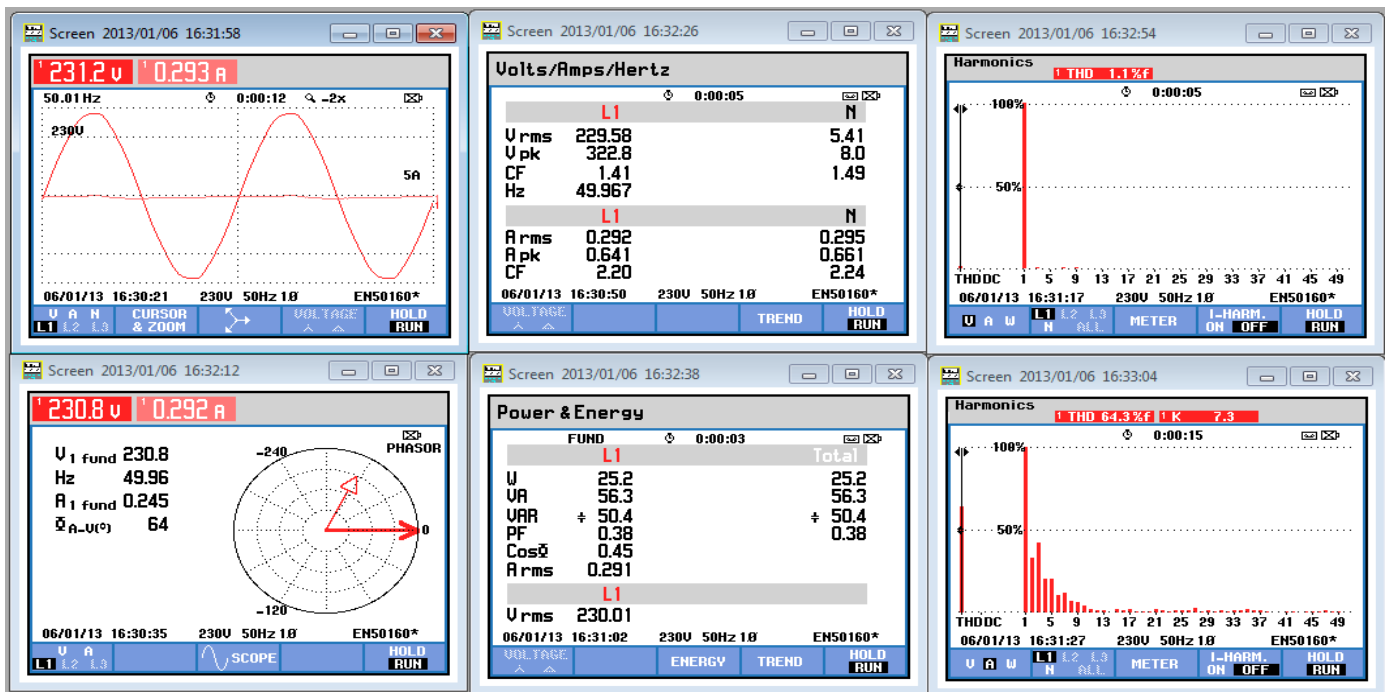 Screen 2013/01/06 16:31:58
1 231.2 V 1 0.293 A
50.01 Hz 0:00:12 -2x
230V
5A
06/01/13 16:30:21 230V 50Hz 1Ø EN50160*
V A N CURSOR VOLTAGE HOLD
L1 L2 L3 & ZOOM RUN
Screen 2013/01/06 16:32:26
Volts/Amps/Hertz
0:00:05
L1 N
V rms 229.58 5.41
V pk 322.8 8.0
CF 1.41 1.49
Hz 49.967
L1 N
A rms 0.292 0.295
A pk 0.641 0.661
CF 2.20 2.24
06/01/13 16:30:50 230V 50Hz 1Ø EN50160*
VOLTAGE TREND HOLD
RUN
Screen 2013/01/06 16:32:54
Harmonics
1 THD 1.1%f
0:00:05
100%
50%
THDDC 1 5 9 13 17 21 25 29 33 37 41 45 49
06/01/13 16:31:17 230V 50Hz 1Ø EN50160*
V A W L1 L2 L3 METER I-HARM. HOLD
N ALL ON OFF RUN
Screen 2013/01/06 16:32:12
1 230.8 V 1 0.292 A
PHASOR
V1 fund 230.8
Hz 49.96
A1 fund 0.245
ΦA-V(°) 64
-240
0
-120
06/01/13 16:30:35 230V 50Hz 1Ø EN50160*
V A SCOPE HOLD
L1 L2 L3 RUN
Screen 2013/01/06 16:32:38
Power & Energy
FUND 0:00:03
L1 Total
W 25.2 25.2
VA 56.3 56.3
VAR 50.4 50.4
PF 0.38 0.38
CosΦ 0.45
A rms 0.291
L1
V rms 230.01
06/01/13 16:31:02 230V 50Hz 1Ø EN50160*
VOLTAGE ENERGY TREND HOLD
RUN
Screen 2013/01/06 16:33:04
Harmonics
1 THD 64.3%f 1 K 7.3
0:00:15
100%
50%
THDDC 1 5 9 13 17 21 25 29 33 37 41 45 49
06/01/13 16:31:27 230V 50Hz 1Ø EN50160*
V A W L1 L2 L3 METER I-HARM. HOLD
N ALL ON OFF RUN